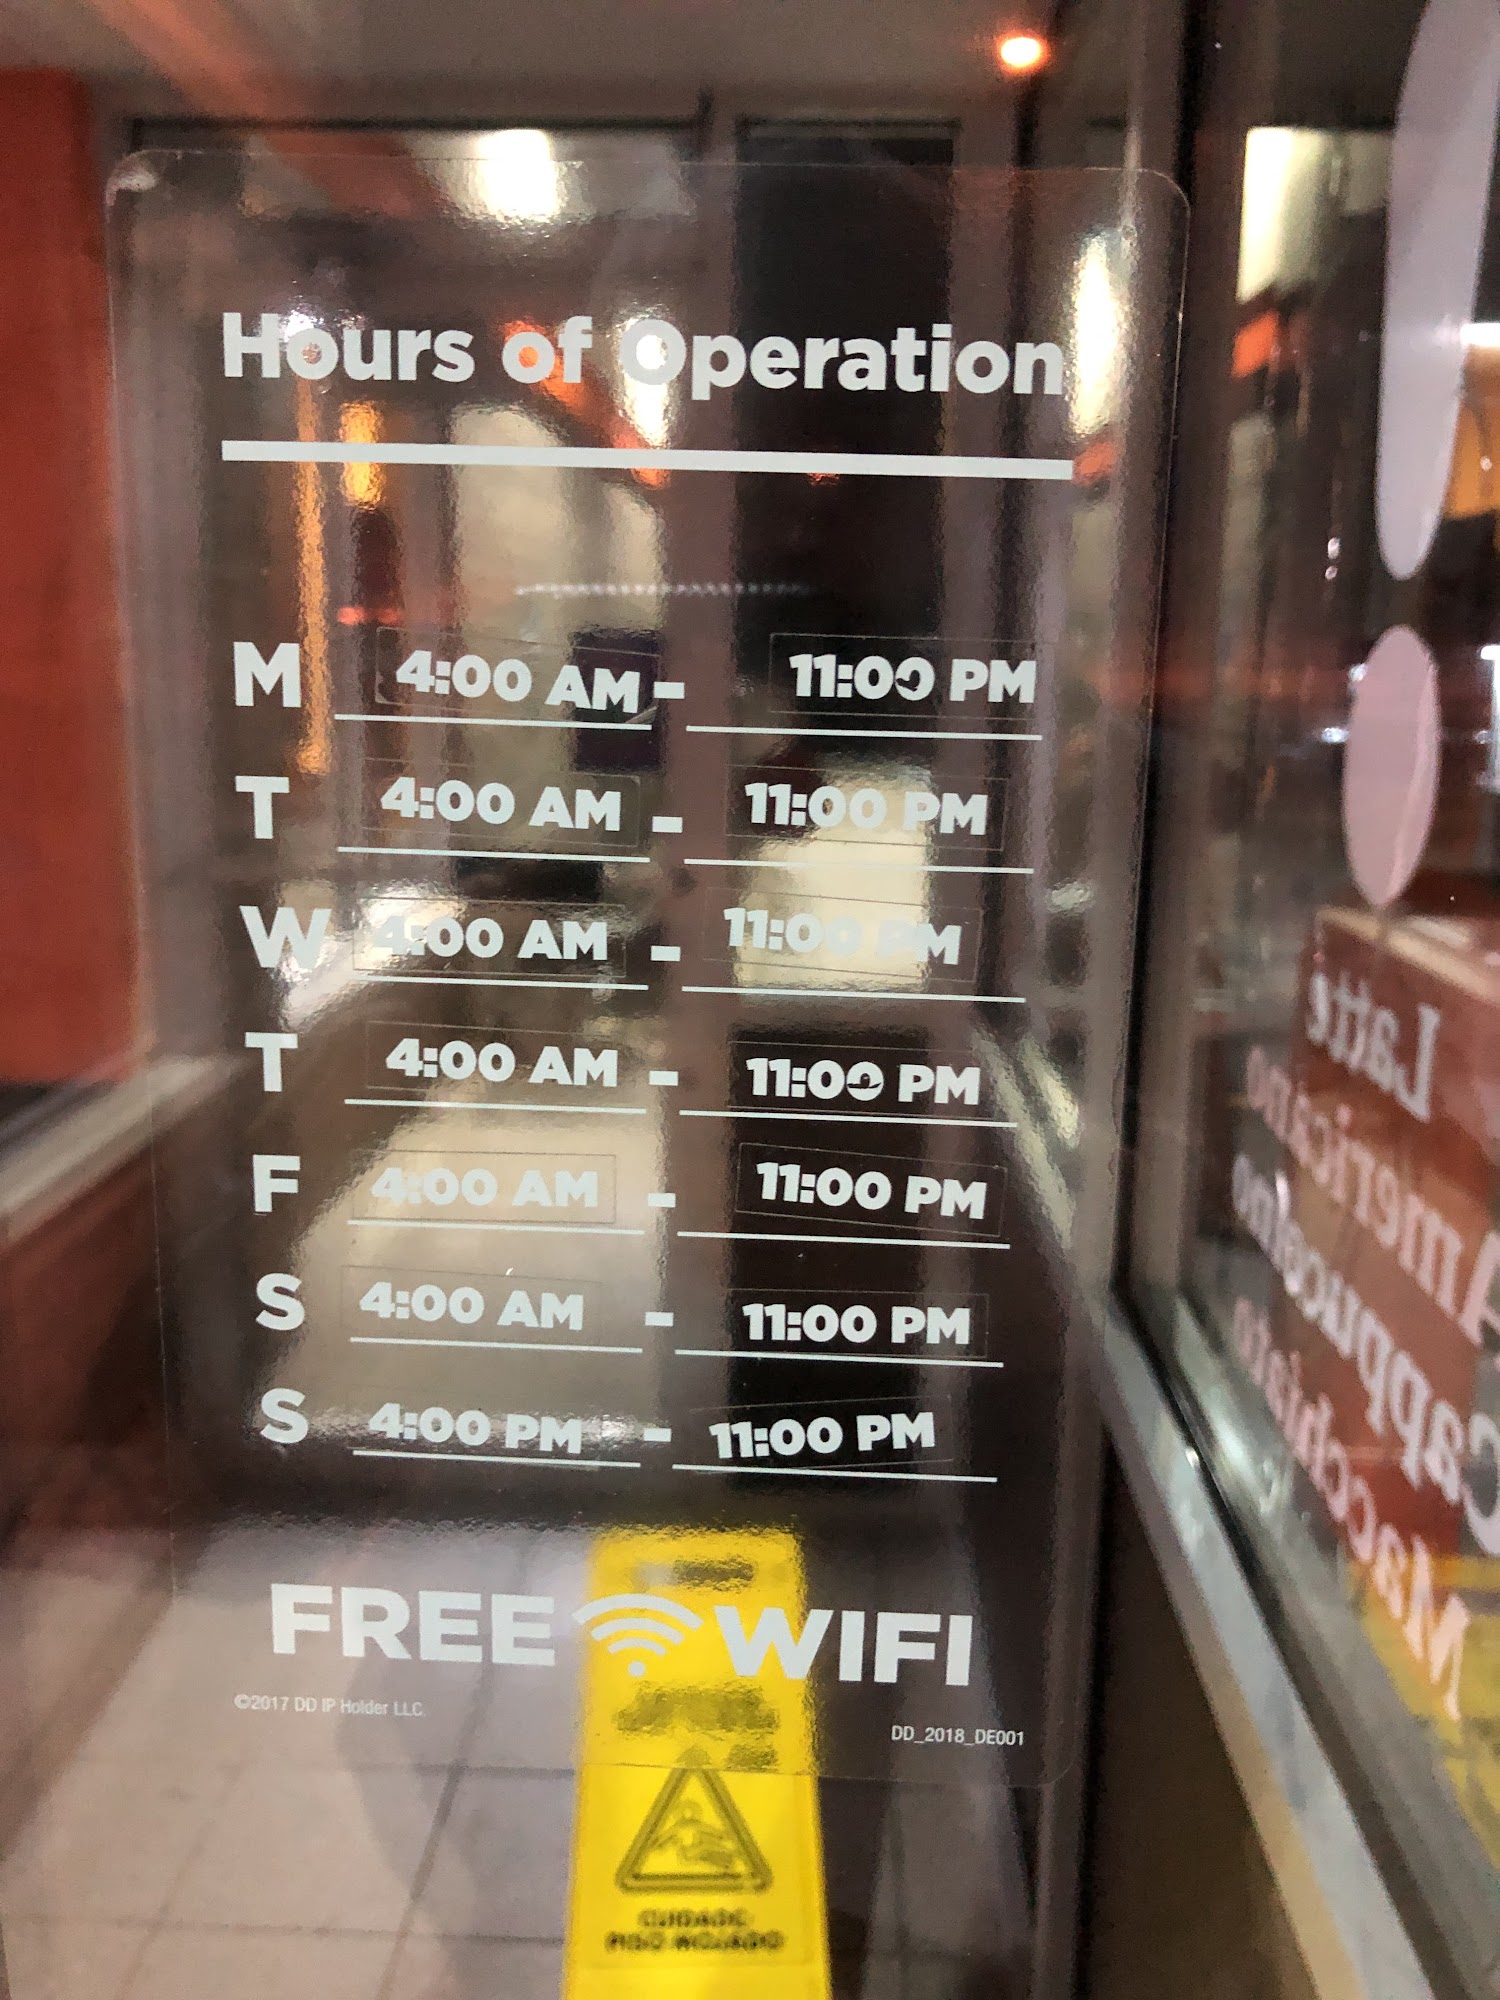 Hours of Operation
M 4:00 AM - 11:00 PM
T 4:00 AM - 11:00 PM
W 4:00 AM - 11:00 PM
T 4:00 AM - 11:00 PM
F 4:00 AM - 11:00 PM
S 4:00 AM - 11:00 PM
S 4:00 PM - 11:00 PM
FREE WIFI
©2017 DD IP Holder LLC.
DD_2018_DE001
CUIDADO
PISO MOJADO
Latte
Americano
Cappuccino
Macchiato